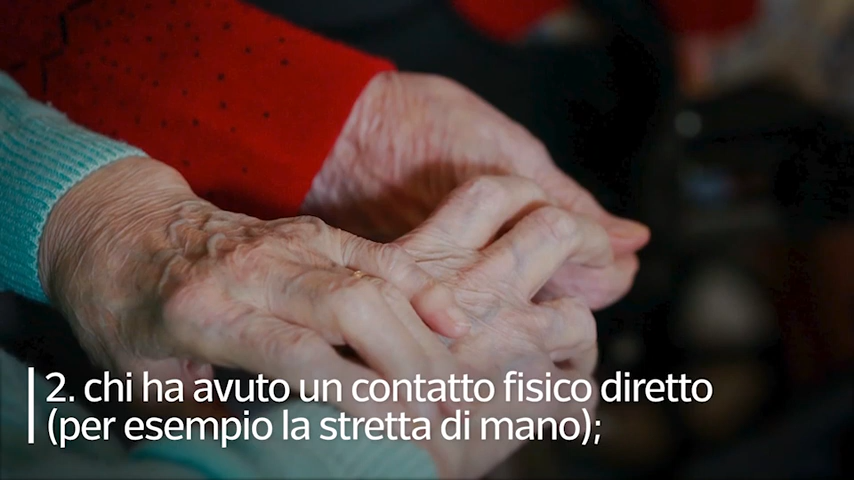 2. chi ha avuto un contatto fisico diretto
(per esempio la stretta di mano);